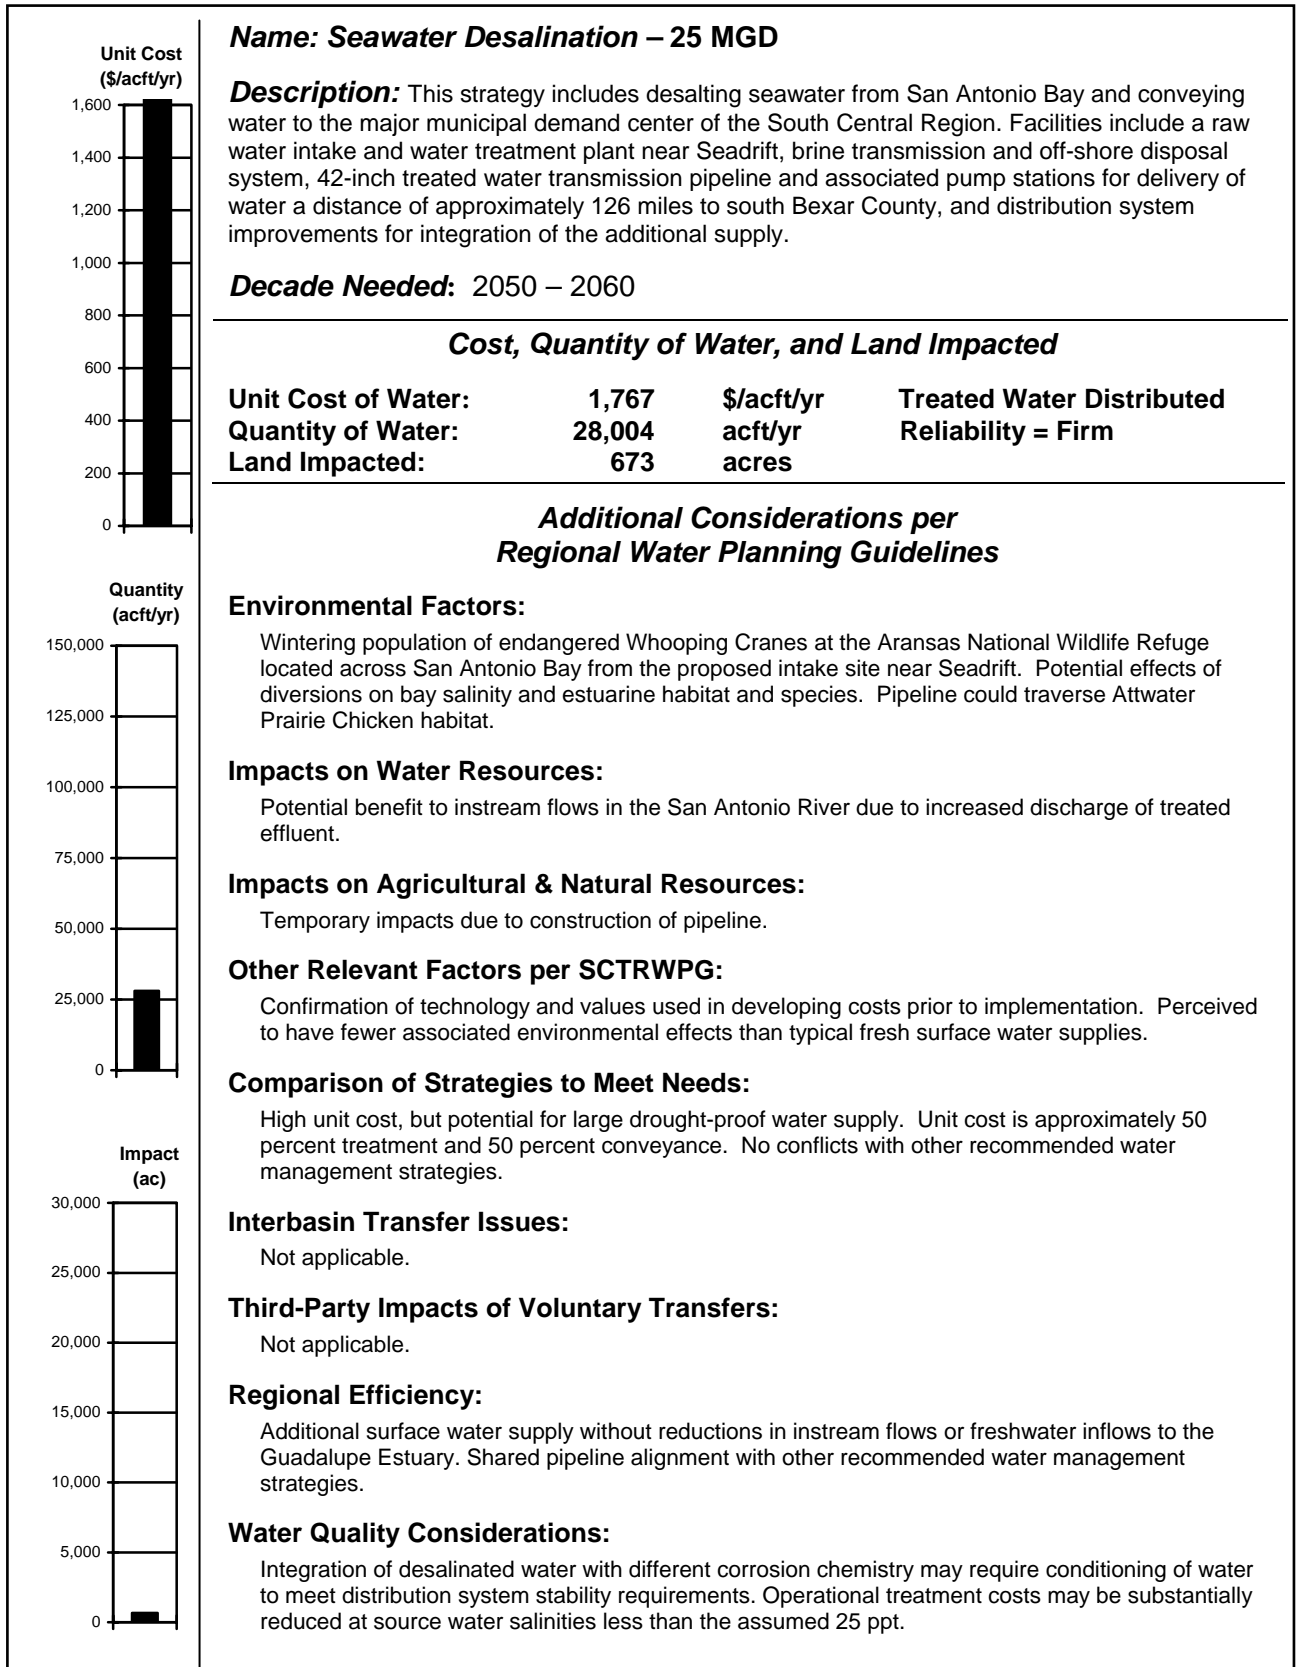 Unit Cost
($/acft/yr)
1,600
1,400
1,200
1,000
800
600
400
200
0
Quantity
(acft/yr)
150,000
125,000
100,000
75,000
50,000
25,000
0
Impact
(ac)
30,000
25,000
20,000
15,000
10,000
5,000
0
Name: Seawater Desalination – 25 MGD
Description: This strategy includes desalting seawater from San Antonio Bay and conveying
water to the major municipal demand center of the South Central Region. Facilities include a raw
water intake and water treatment plant near Seadrift, brine transmission and off-shore disposal
system, 42-inch treated water transmission pipeline and associated pump stations for delivery of
water a distance of approximately 126 miles to south Bexar County, and distribution system
improvements for integration of the additional supply.
Decade Needed: 2050 – 2060
Cost, Quantity of Water, and Land Impacted
Unit Cost of Water: 1,767 $/acft/yr Treated Water Distributed
Quantity of Water: 28,004 acft/yr Reliability = Firm
Land Impacted: 673 acres
Additional Considerations per
Regional Water Planning Guidelines
Environmental Factors:
Wintering population of endangered Whooping Cranes at the Aransas National Wildlife Refuge
located across San Antonio Bay from the proposed intake site near Seadrift. Potential effects of
diversions on bay salinity and estuarine habitat and species. Pipeline could traverse Attwater
Prairie Chicken habitat.
Impacts on Water Resources:
Potential benefit to instream flows in the San Antonio River due to increased discharge of treated
effluent.
Impacts on Agricultural & Natural Resources:
Temporary impacts due to construction of pipeline.
Other Relevant Factors per SCTRWPG:
Confirmation of technology and values used in developing costs prior to implementation. Perceived
to have fewer associated environmental effects than typical fresh surface water supplies.
Comparison of Strategies to Meet Needs:
High unit cost, but potential for large drought-proof water supply. Unit cost is approximately 50
percent treatment and 50 percent conveyance. No conflicts with other recommended water
management strategies.
Interbasin Transfer Issues:
Not applicable.
Third-Party Impacts of Voluntary Transfers:
Not applicable.
Regional Efficiency:
Additional surface water supply without reductions in instream flows or freshwater inflows to the
Guadalupe Estuary. Shared pipeline alignment with other recommended water management
strategies.
Water Quality Considerations:
Integration of desalinated water with different corrosion chemistry may require conditioning of water
to meet distribution system stability requirements. Operational treatment costs may be substantially
reduced at source water salinities less than the assumed 25 ppt.